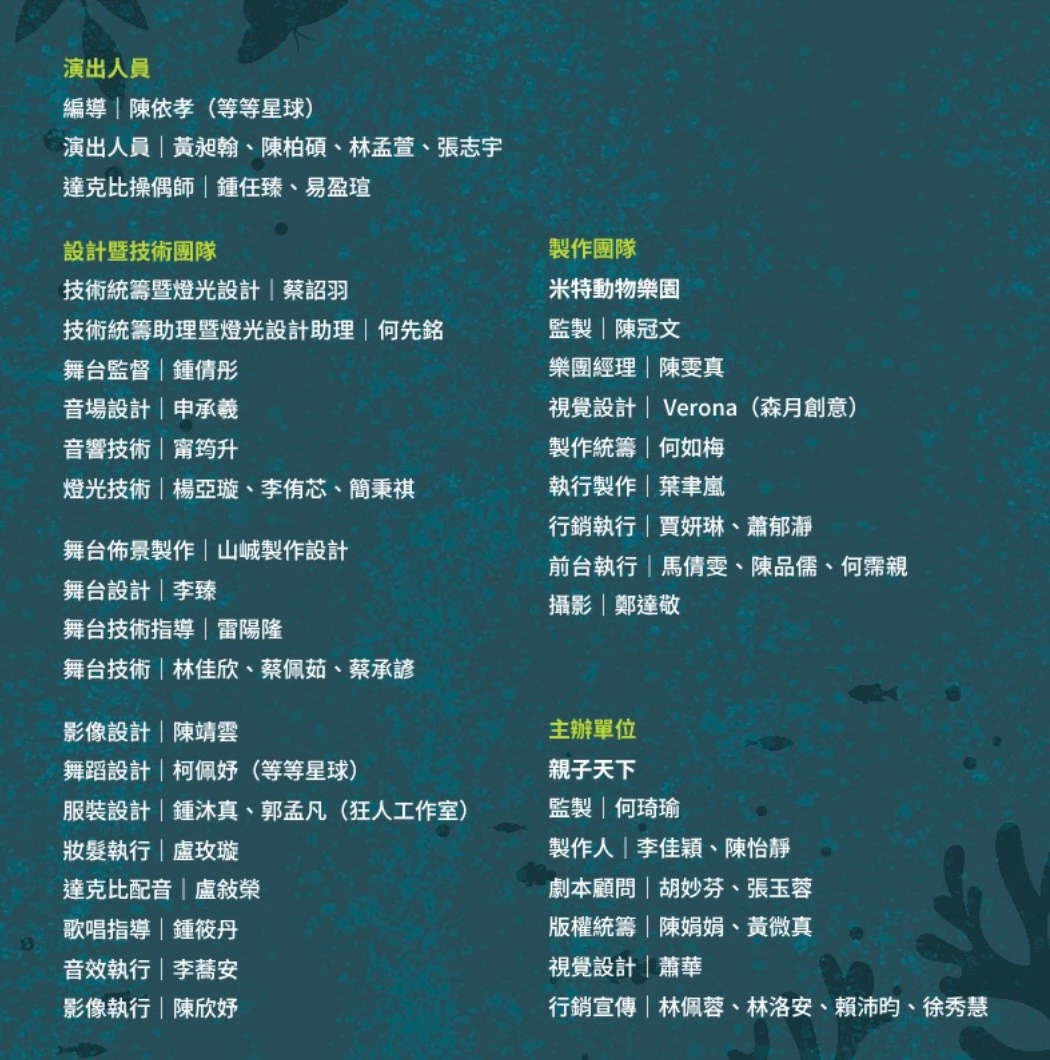 演出人員
編導｜陳依孝（等等星球）
演出人員｜黃昶翰、陳柏碩、林孟萱、張志宇
達克比操偶師｜鍾任臻、易盈瑄
設計暨技術團隊
技術統籌暨燈光設計｜蔡詔羽
技術統籌助理暨燈光設計助理｜何先銘
舞台監督｜鍾倩彤
音場設計｜申承羲
音響技術｜甯筠升
燈光技術｜楊亞璇、李侑芯、簡秉祺
舞台佈景製作｜山峸製作設計
舞台設計｜李臻
舞台技術指導｜雷陽隆
舞台技術｜林佳欣、蔡佩茹、蔡承諺
影像設計｜陳靖雲
舞蹈設計｜柯佩妤（等等星球）
服裝設計｜鍾沐真、郭孟凡（狂人工作室）
妝髮執行｜盧玫璇
達克比配音｜盧敍榮
歌唱指導｜鍾筱丹
音效執行｜李蕎安
影像執行｜陳欣妤
製作團隊
米特動物樂園
監製｜陳冠文
樂團經理｜陳雯真
視覺設計｜ Verona（森月創意）
製作統籌｜何如梅
執行製作｜葉聿嵐
行銷執行｜賈妍琳、蕭郁瀞
前台執行｜馬倩雯、陳品儒、何霈親
攝影｜鄭達敬
主辦單位
親子天下
監製｜何琦瑜
製作人｜李佳穎、陳怡靜
劇本顧問｜胡妙芬、張玉蓉
版權統籌｜陳娟娟、黃微真
視覺設計｜蕭華
行銷宣傳｜林佩蓉、林洛安、賴沛昀、徐秀慧